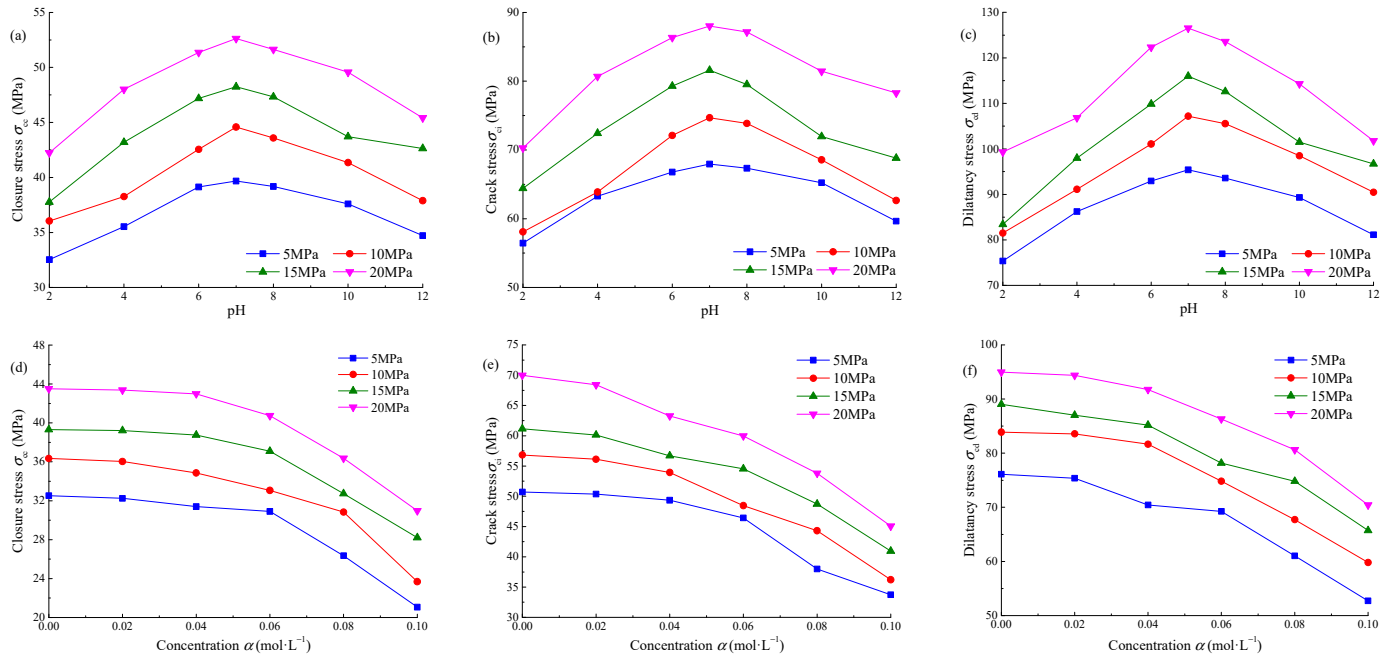 (a)
Closure stress σcc (MPa)
55
50
45
40
35
30
2 4 6 8 10 12
pH
5MPa 10MPa
15MPa 20MPa
(b)
Crack stress σci (MPa)
90
80
70
60
50
2 4 6 8 10 12
pH
5MPa 10MPa
15MPa 20MPa
(c)
Dilatancy stress σcd (MPa)
130
120
110
100
90
80
70
2 4 6 8 10 12
pH
5MPa 10MPa
15MPa 20MPa
(d)
Closure stress σcc (MPa)
48
44
40
36
32
28
24
20
0.00 0.02 0.04 0.06 0.08 0.10
Concentration α (mol·L⁻¹)
5MPa
10MPa
15MPa
20MPa
(e)
Crack stress σci (MPa)
75
70
65
60
55
50
45
40
35
30
0.00 0.02 0.04 0.06 0.08 0.10
Concentration α (mol·L⁻¹)
5MPa
10MPa
15MPa
20MPa
(f)
Dilatancy stress σcd (MPa)
100
90
80
70
60
50
0.00 0.02 0.04 0.06 0.08 0.10
Concentration α (mol·L⁻¹)
5MPa
10MPa
15MPa
20MPa